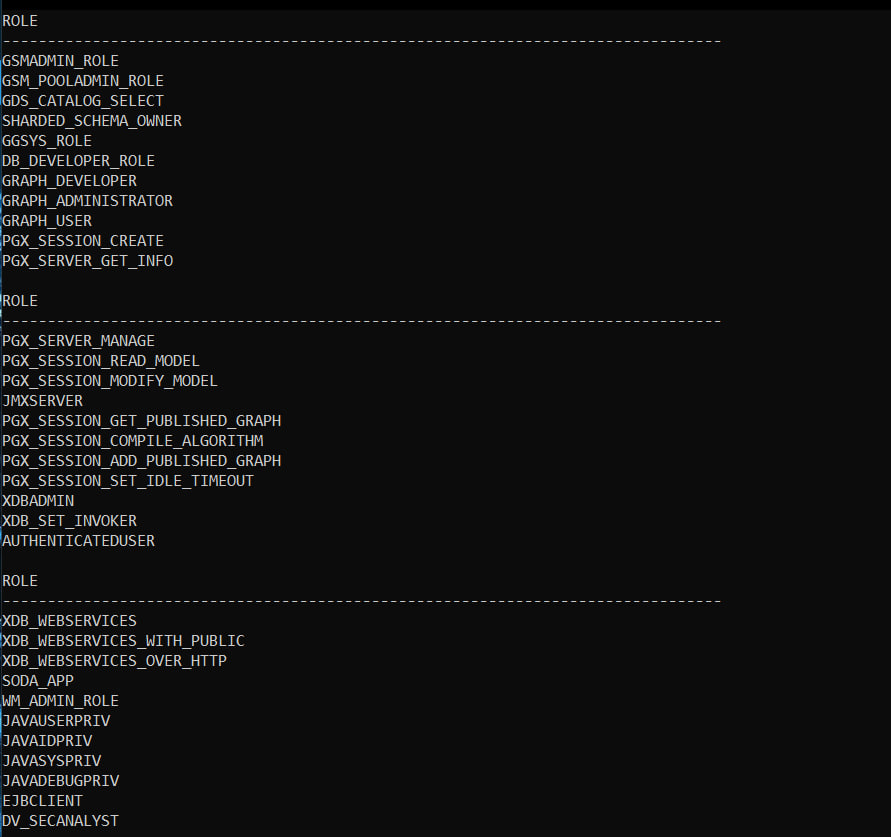 ROLE
--------------------------------------------------------------------------------
GSMADMIN_ROLE
GSM_POOLADMIN_ROLE
GDS_CATALOG_SELECT
SHARDED_SCHEMA_OWNER
GGSYS_ROLE
DB_DEVELOPER_ROLE
GRAPH_DEVELOPER
GRAPH_ADMINISTRATOR
GRAPH_USER
PGX_SESSION_CREATE
PGX_SERVER_GET_INFO

ROLE
--------------------------------------------------------------------------------
PGX_SERVER_MANAGE
PGX_SESSION_READ_MODEL
PGX_SESSION_MODIFY_MODEL
JMXSERVER
PGX_SESSION_GET_PUBLISHED_GRAPH
PGX_SESSION_COMPILE_ALGORITHM
PGX_SESSION_ADD_PUBLISHED_GRAPH
PGX_SESSION_SET_IDLE_TIMEOUT
XDBADMIN
XDB_SET_INVOKER
AUTHENTICATEDUSER

ROLE
--------------------------------------------------------------------------------
XDB_WEBSERVICES
XDB_WEBSERVICES_WITH_PUBLIC
XDB_WEBSERVICES_OVER_HTTP
SODA_APP
WM_ADMIN_ROLE
JAVAUSERPRIV
JAVAIDPRIV
JAVASYSPRIV
JAVADEBUGPRIV
EJBCLIENT
DV_SECANALYST